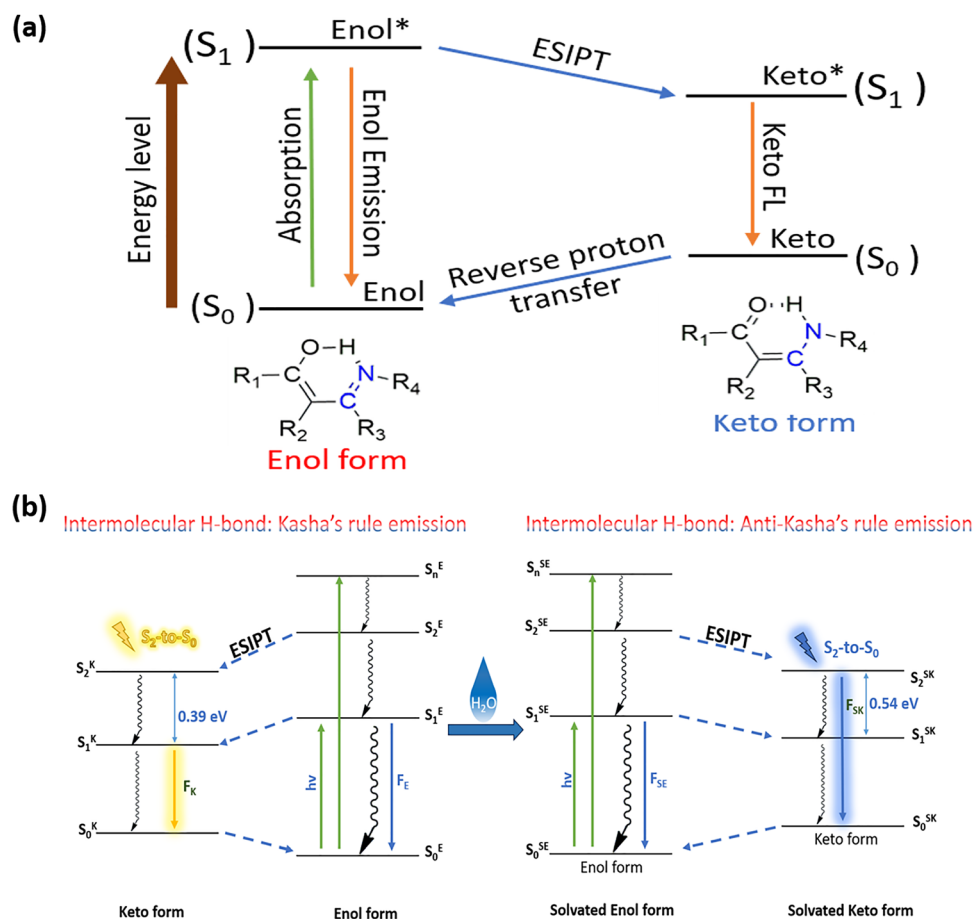 (a)
(S1)
Enol*
ESIPT
Keto*
(S1)
Energy level
Absorption
Enol Emission
Keto FL
Keto
(S0)
Reverse proton
transfer
(S0)
Enol
O H
R1 C N R4
C
R2 R3
Enol form
O H
R1 C N R4
C
R2 R3
Keto form
(b)
Intermolecular H-bond: Kasha's rule emission
Intermolecular H-bond: Anti-Kasha's rule emission
S2-to-S0
S2K
0.39 eV
S1K
FK
S0K
Keto form
ESIPT
SnE
S2E
S1E
hv
FE
S0E
Enol form
H2O
SnSE
S2SE
S1SE
hv
FSE
S0SE
Enol form
Solvated Enol form
ESIPT
S2-to-S0
S2SK
FSK
0.54 eV
S1SK
S0SK
Keto form
Solvated Keto form